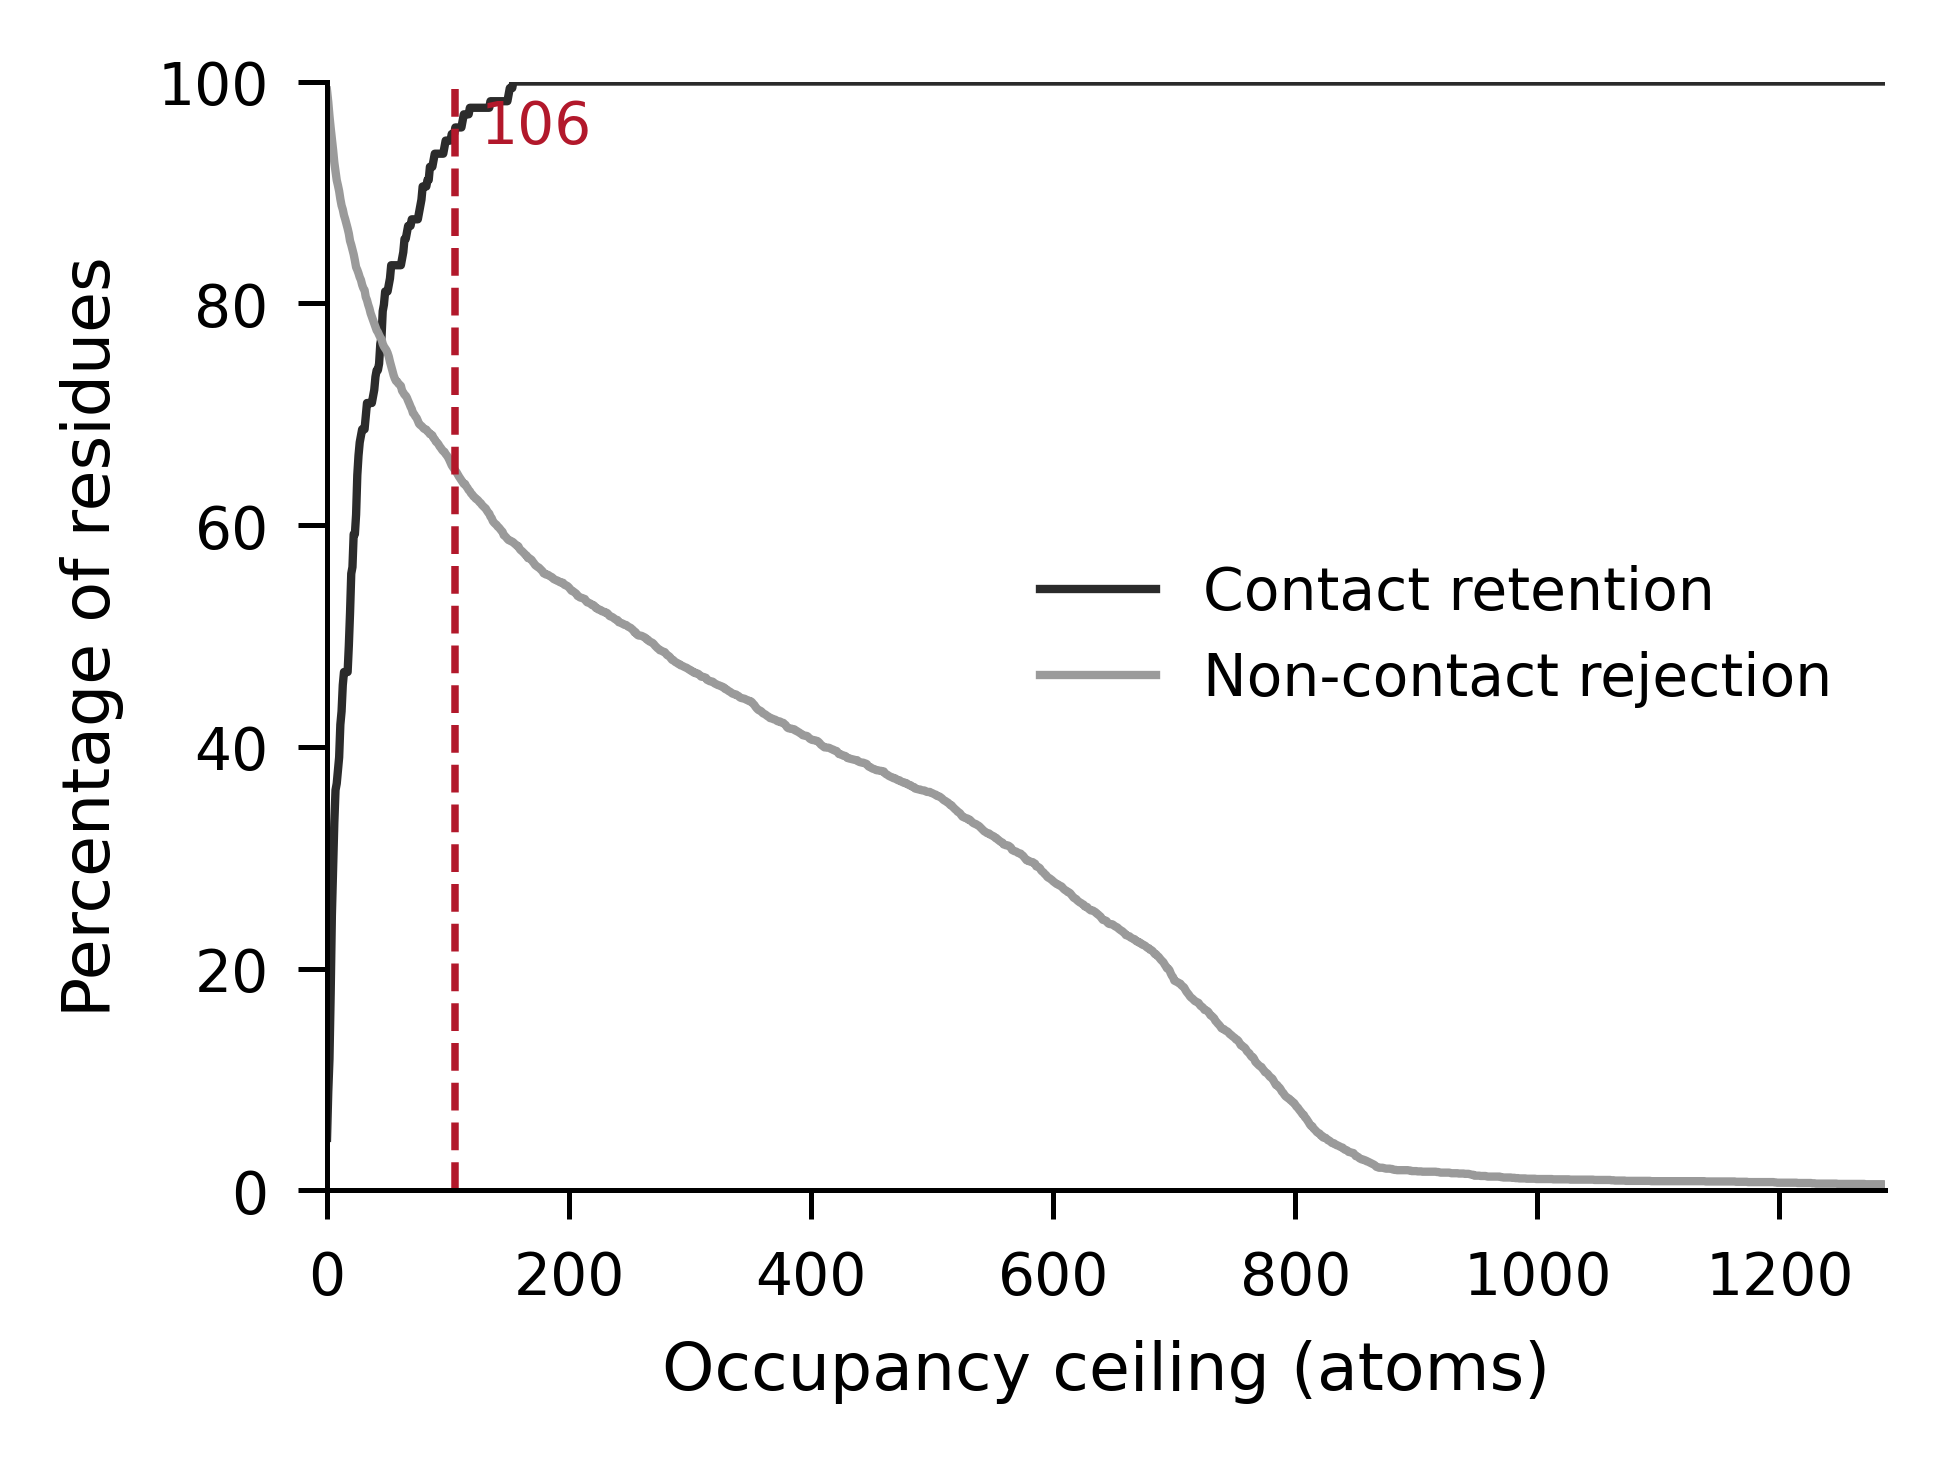 100
80
60
40
20
0
Percentage of residues
106
Contact retention
Non-contact rejection
0 200 400 600 800 1000 1200
Occupancy ceiling (atoms)